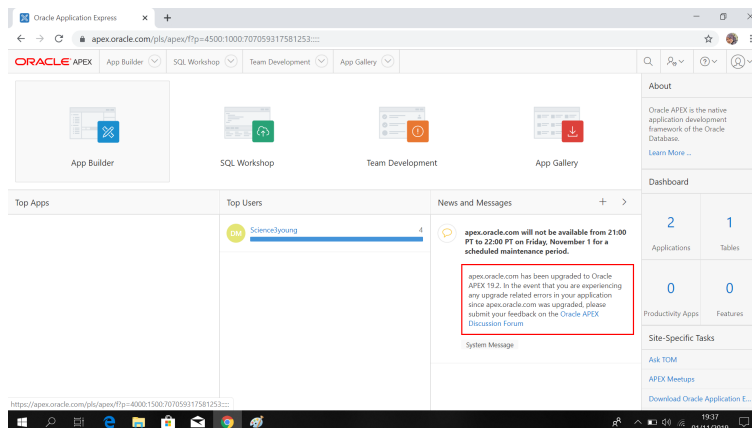 Oracle Application Express
apex.oracle.com/pls/apex/f?p=4500:1000:707059317581253:::::
ORACLE APEX App Builder SQL Workshop Team Development App Gallery
App Builder
SQL Workshop
Team Development
App Gallery
About
Oracle APEX is the native
application development
framework of the Oracle
Database.
Learn More ...
Dashboard
2
Applications
1
Tables
0
Productivity Apps
0
Features
Top Apps
Top Users
DM Science3young 4
News and Messages
apex.oracle.com will not be available from 21:00
PT to 22:00 PT on Friday, November 1 for a
scheduled maintenance period.
apex.oracle.com has been upgraded to Oracle
APEX 19.2. In the event that you are experiencing
any upgrade related errors in your application
since apex.oracle.com was upgraded, please
submit your feedback on the Oracle APEX
Discussion Forum
System Message
Site-Specific Tasks
Ask TOM
APEX Meetups
Download Oracle Application E...
https://apex.oracle.com/pls/apex/f?p=4000:1500:707059317581253:::::
19:37
01/11/2019